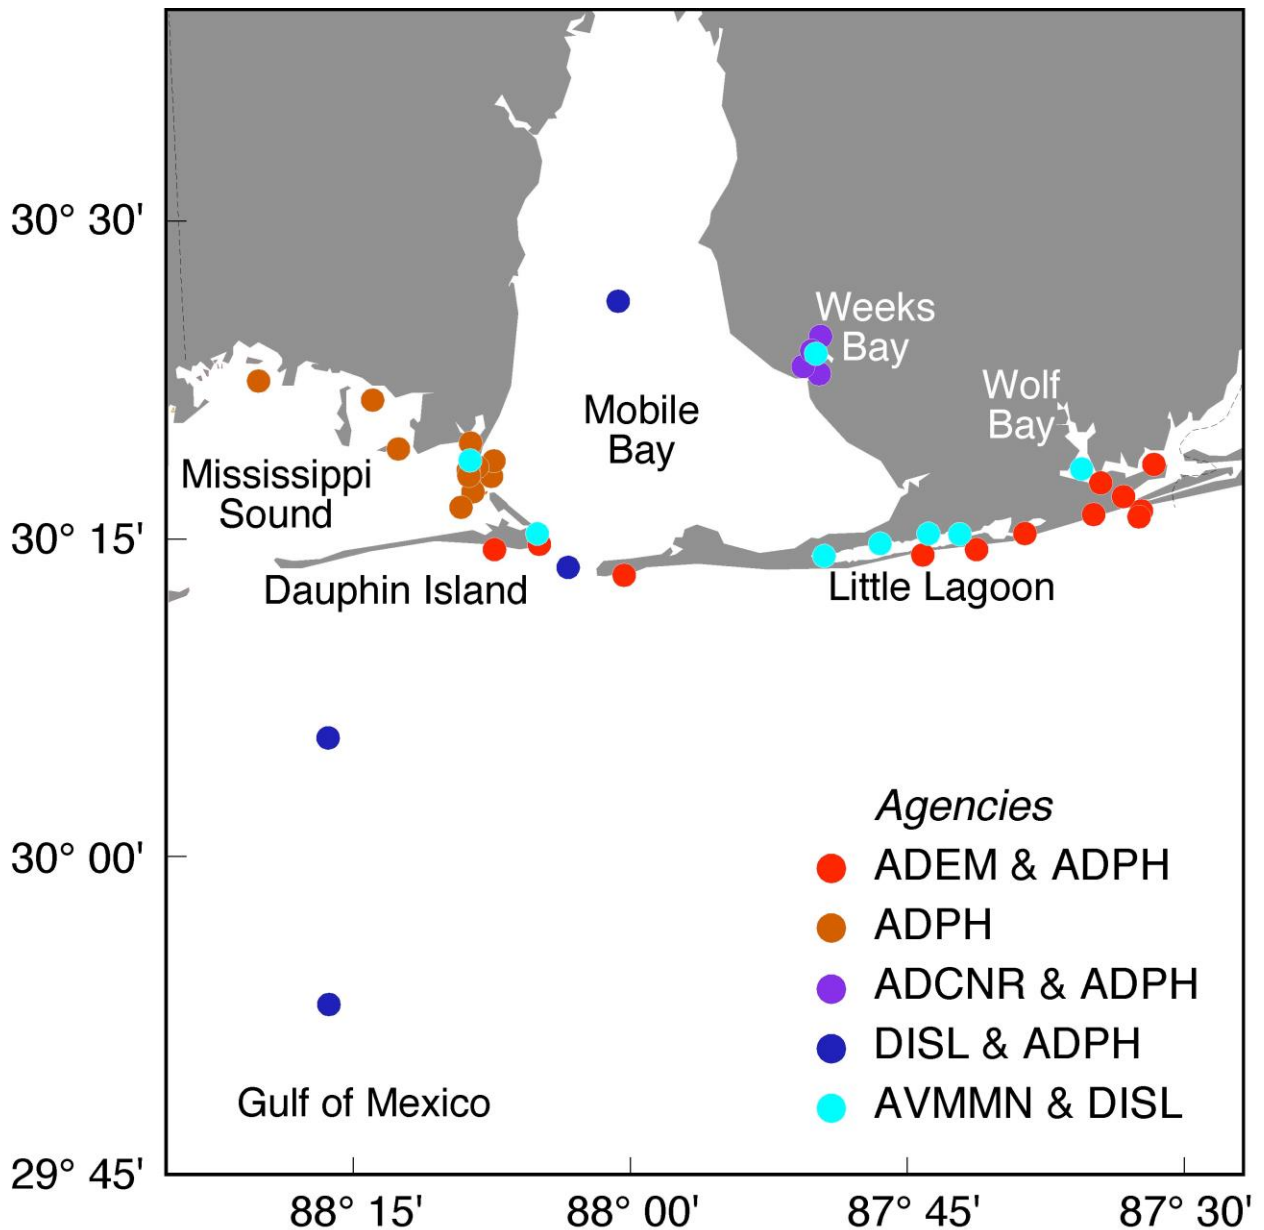 30° 30'
Weeks
Bay
Wolf
Bay
Mobile
Bay
Mississippi
Sound
30° 15'
Dauphin Island
Little Lagoon
Agencies
30° 00'
ADEM & ADPH
ADPH
ADCNR & ADPH
DISL & ADPH
AVMMN & DISL
Gulf of Mexico
29° 45'
88° 15'
88° 00'
87° 45'
87° 30'